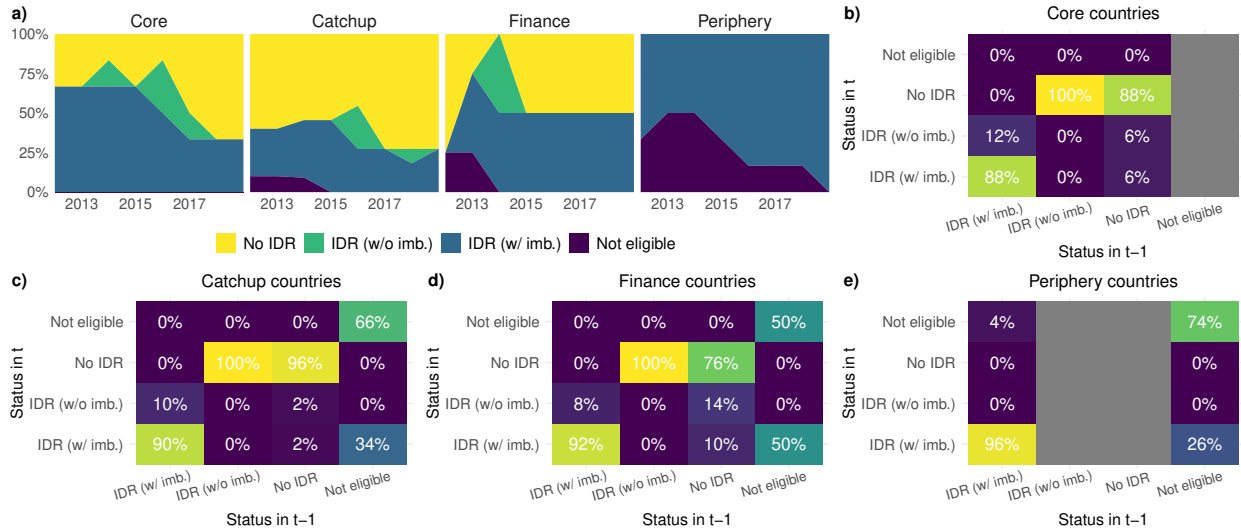 a)
Core
Catchup
Finance
Periphery
100%
75%
50%
25%
0%
2013 2015 2017
2013 2015 2017
2013 2015 2017
2013 2015 2017
No IDR IDR (w/o imb.) IDR (w/ imb.) Not eligible
b)
Core countries
Status in t
Not eligible 0% 0% 0%
No IDR 0% 100% 88%
IDR (w/o imb.) 12% 0% 6%
IDR (w/ imb.) 88% 0% 6%
IDR (w/ imb.) IDR (w/o imb.) No IDR Not eligible
Status in t−1
c)
Catchup countries
Status in t
Not eligible 0% 0% 0% 66%
No IDR 0% 100% 96% 0%
IDR (w/o imb.) 10% 0% 2% 0%
IDR (w/ imb.) 90% 0% 2% 34%
IDR (w/ imb.) IDR (w/o imb.) No IDR Not eligible
Status in t−1
d)
Finance countries
Status in t
Not eligible 0% 0% 0% 50%
No IDR 0% 100% 76% 0%
IDR (w/o imb.) 8% 0% 14% 0%
IDR (w/ imb.) 92% 0% 10% 50%
IDR (w/ imb.) IDR (w/o imb.) No IDR Not eligible
Status in t−1
e)
Periphery countries
Status in t
Not eligible 4% 74%
No IDR 0% 0%
IDR (w/o imb.) 0% 0%
IDR (w/ imb.) 96% 26%
IDR (w/ imb.) IDR (w/o imb.) No IDR Not eligible
Status in t−1